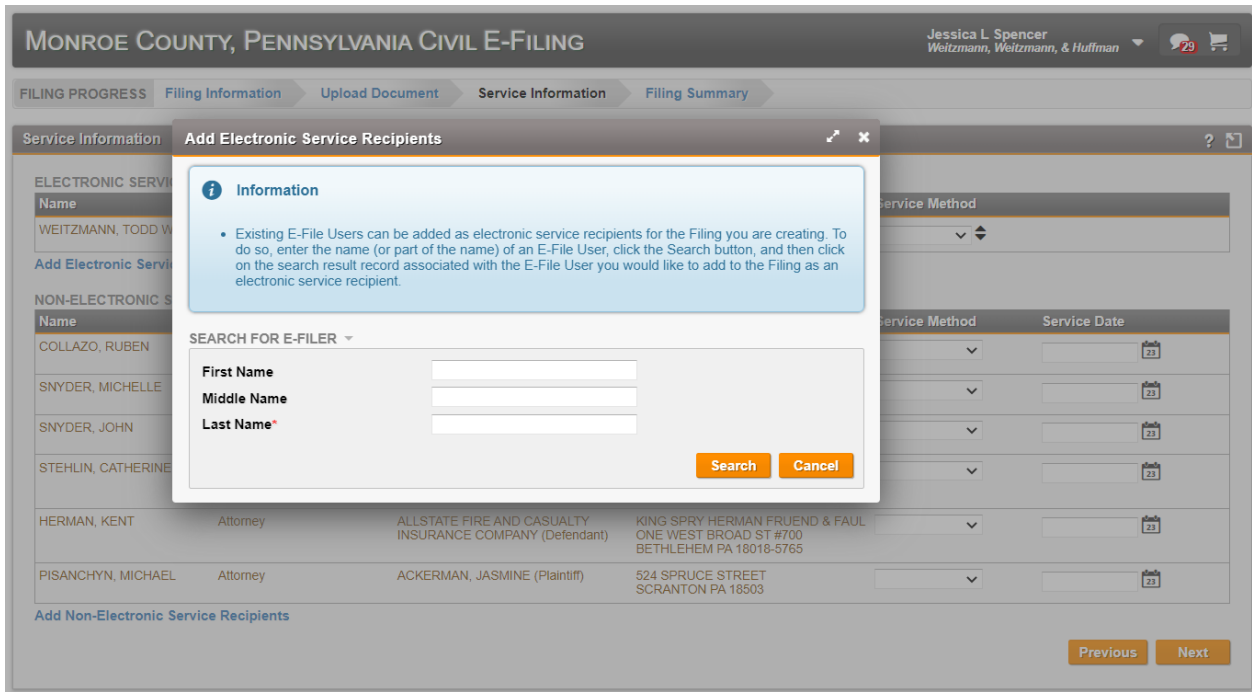 MONROE COUNTY, PENNSYLVANIA CIVIL E-FILING
Jessica L Spencer
Weitzmann, Weitzmann, & Huffman
29
FILING PROGRESS Filing Information Upload Document Service Information Filing Summary
Service Information
?
Add Electronic Service Recipients
ELECTRONIC SERVI
Name
Service Method
WEITZMANN, TODD W
Add Electronic Servi
Information
• Existing E-File Users can be added as electronic service recipients for the Filing you are creating. To
do so, enter the name (or part of the name) of an E-File User, click the Search button, and then click
on the search result record associated with the E-File User you would like to add to the Filing as an
electronic service recipient.
NON-ELECTRONIC S
Name
Service Method Service Date
SEARCH FOR E-FILER
First Name
Middle Name
Last Name*
Search Cancel
COLLAZO, RUBEN
23
SNYDER, MICHELLE
23
SNYDER, JOHN
23
STEHLIN, CATHERINE
23
HERMAN, KENT Attorney ALLSTATE FIRE AND CASUALTY KING SPRY HERMAN FRUEND & FAUL
23
INSURANCE COMPANY (Defendant) ONE WEST BROAD ST #700
BETHLEHEM PA 18018-5765
PISANCHYN, MICHAEL Attorney ACKERMAN, JASMINE (Plaintiff) 524 SPRUCE STREET
23
SCRANTON PA 18503
Add Non-Electronic Service Recipients
Previous Next